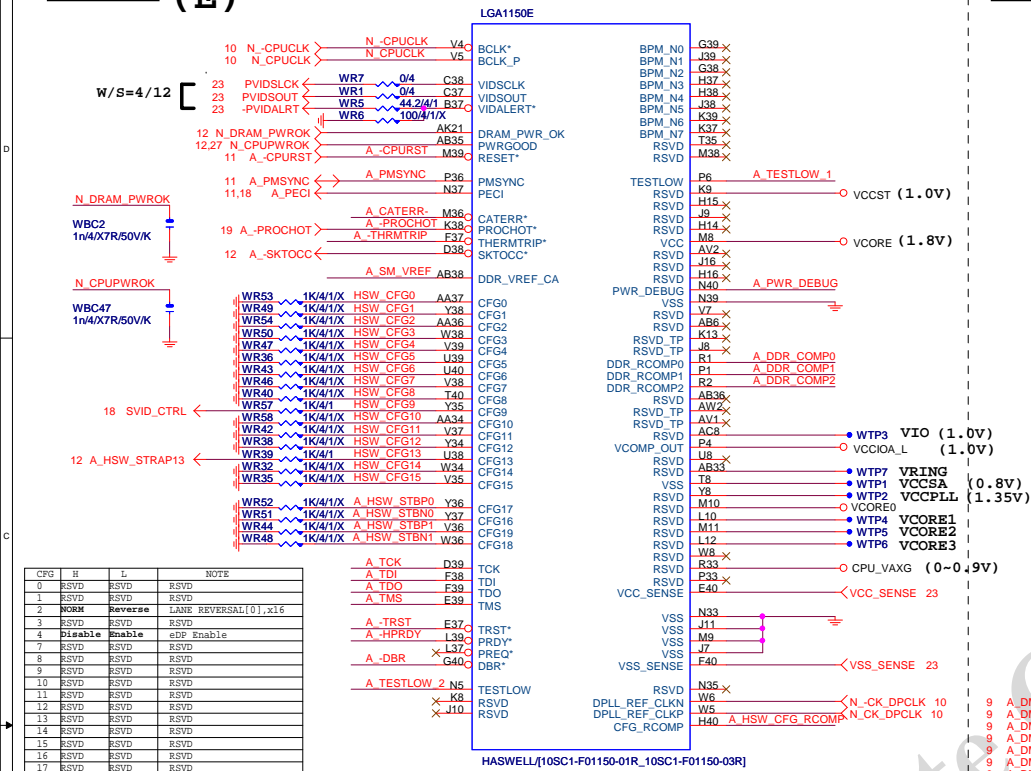 (E)
LGA1150E
10 N_-CPUCLK N_-CPUCLK V4 BCLK*
10 N_CPUCLK N_CPUCLK V5 BCLK_P
W/S=4/12
23 PVIDSLCK WR7 0/4 C38 VIDSCLK
23 PVIDSOUT WR1 0/4 C37 VIDSOUT
23 -PVIDALRT WR5 44.2/4/1 B37 VIDALERT*
WR6 100/4/1/X
12 N_DRAM_PWROK AK21 DRAM_PWR_OK
12,27 N_CPUPWROK AB35 PWRGOOD
11 A_-CPURST A_-CPURST M39 RESET*
11 A_PMSYNC A_PMSYNC P36 PMSYNC
11,18 A_PECI N37 PECI
A_CATERR- M36 CATERR*
19 A_-PROCHOT A_-PROCHOT K38 PROCHOT*
A_-THRMTRIP F37 THERMTRIP*
12 A_-SKTOCC D38 SKTOCC*
A_SM_VREF AB38 DDR_VREF_CA
N_DRAM_PWROK
WBC2
1n/4/X7R/50V/K
N_CPUPWROK
WBC47
1n/4/X7R/50V/K
WR53 1K/4/1/X HSW_CFG0 AA37 CFG0
WR49 1K/4/1/X HSW_CFG1 Y38 CFG1
WR54 1K/4/1/X HSW_CFG2 AA36 CFG2
WR50 1K/4/1/X HSW_CFG3 W38 CFG3
WR47 1K/4/1/X HSW_CFG4 V39 CFG4
WR36 1K/4/1/X HSW_CFG5 U39 CFG5
WR43 1K/4/1/X HSW_CFG6 U40 CFG6
WR46 1K/4/1/X HSW_CFG7 V38 CFG7
WR40 1K/4/1/X HSW_CFG8 T40 CFG8
18 SVID_CTRL WR57 1K/4/1 HSW_CFG9 Y35 CFG9
WR58 1K/4/1/X HSW_CFG10 AA34 CFG10
WR42 1K/4/1/X HSW_CFG11 V37 CFG11
WR38 1K/4/1/X HSW_CFG12 Y34 CFG12
12 A_HSW_STRAP13 WR39 1K/4/1 HSW_CFG13 U38 CFG13
WR32 1K/4/1/X HSW_CFG14 W34 CFG14
WR35 1K/4/1/X HSW_CFG15 V35 CFG15
WR52 1K/4/1/X A_HSW_STBP0 Y36 CFG17
WR51 1K/4/1/X A_HSW_STBN0 Y37 CFG16
WR44 1K/4/1/X A_HSW_STBP1 V36 CFG19
WR48 1K/4/1/X A_HSW_STBN1 W36 CFG18
A_TCK D39 TCK
A_TDI F38 TDI
A_TDO F39 TDO
A_TMS E39 TMS
A_-TRST E37 TRST*
A_-HPRDY L39 PRDY*
L37 PREQ*
A_-DBR G40 DBR*
A_TESTLOW_2 N5 TESTLOW
K8 RSVD
J10 RSVD
BPM_N0 G39
BPM_N1 J39
BPM_N2 G38
BPM_N3 H37
BPM_N4 H38
BPM_N5 J38
BPM_N6 K39
BPM_N7 K37
RSVD T35
RSVD M38
TESTLOW P6 A_TESTLOW_1
RSVD K9 VCCST (1.0V)
RSVD H15
RSVD J9
RSVD H14
VCC M8 VCORE (1.8V)
RSVD AV2
RSVD J16
RSVD H16
PWR_DEBUG N40 A_PWR_DEBUG
VSS N39
RSVD V7
RSVD AB6
RSVD_TP K13
RSVD_TP J8
DDR_RCOMP0 R1 A_DDR_COMP0
DDR_RCOMP1 P1 A_DDR_COMP1
DDR_RCOMP2 R2 A_DDR_COMP2
RSVD AB36
RSVD_TP AW2
RSVD_TP AV1
RSVD AC8 WTP3 VIO (1.0V)
VCOMP_OUT P4 VCCIOA_L (1.0V)
RSVD U8
RSVD AB33 WTP7 VRING
VSS T8 WTP1 VCCSA (0.8V)
RSVD Y8 WTP2 VCCPLL (1.35V)
RSVD M10 VCORE0
RSVD L10 WTP4 VCORE1
RSVD M11 WTP5 VCORE2
RSVD L12 WTP6 VCORE3
RSVD W8
RSVD R33 CPU_VAXG (0~0.9V)
RSVD P33
VCC_SENSE E40 VCC_SENSE 23
VSS N33
VSS J11
VSS M9
VSS J7
VSS_SENSE F40 VSS_SENSE 23
RSVD N35
DPLL_REF_CLKN W6 N_-CK_DPCLK 10
DPLL_REF_CLKP W5 N_CK_DPCLK 10
CFG_RCOMP H40 A_HSW_CFG_RCOMP
HASWELL/[10SC1-F01150-01R_10SC1-F01150-03R]
CFG H L NOTE
0 RSVD RSVD RSVD
1 RSVD RSVD RSVD
2 NORM Reverse LANE REVERSAL[0],x16
3 RSVD RSVD RSVD
4 Disable Enable eDP Enable
7 RSVD RSVD RSVD
8 RSVD RSVD RSVD
9 RSVD RSVD RSVD
10 RSVD RSVD RSVD
11 RSVD RSVD RSVD
12 RSVD RSVD RSVD
13 RSVD RSVD RSVD
14 RSVD RSVD RSVD
15 RSVD RSVD RSVD
16 RSVD RSVD RSVD
17 RSVD RSVD RSVD
D
C
9 A_DM
9 A_DM
9 A_DM
9 A_DM
9 A_DM
9 A_DM